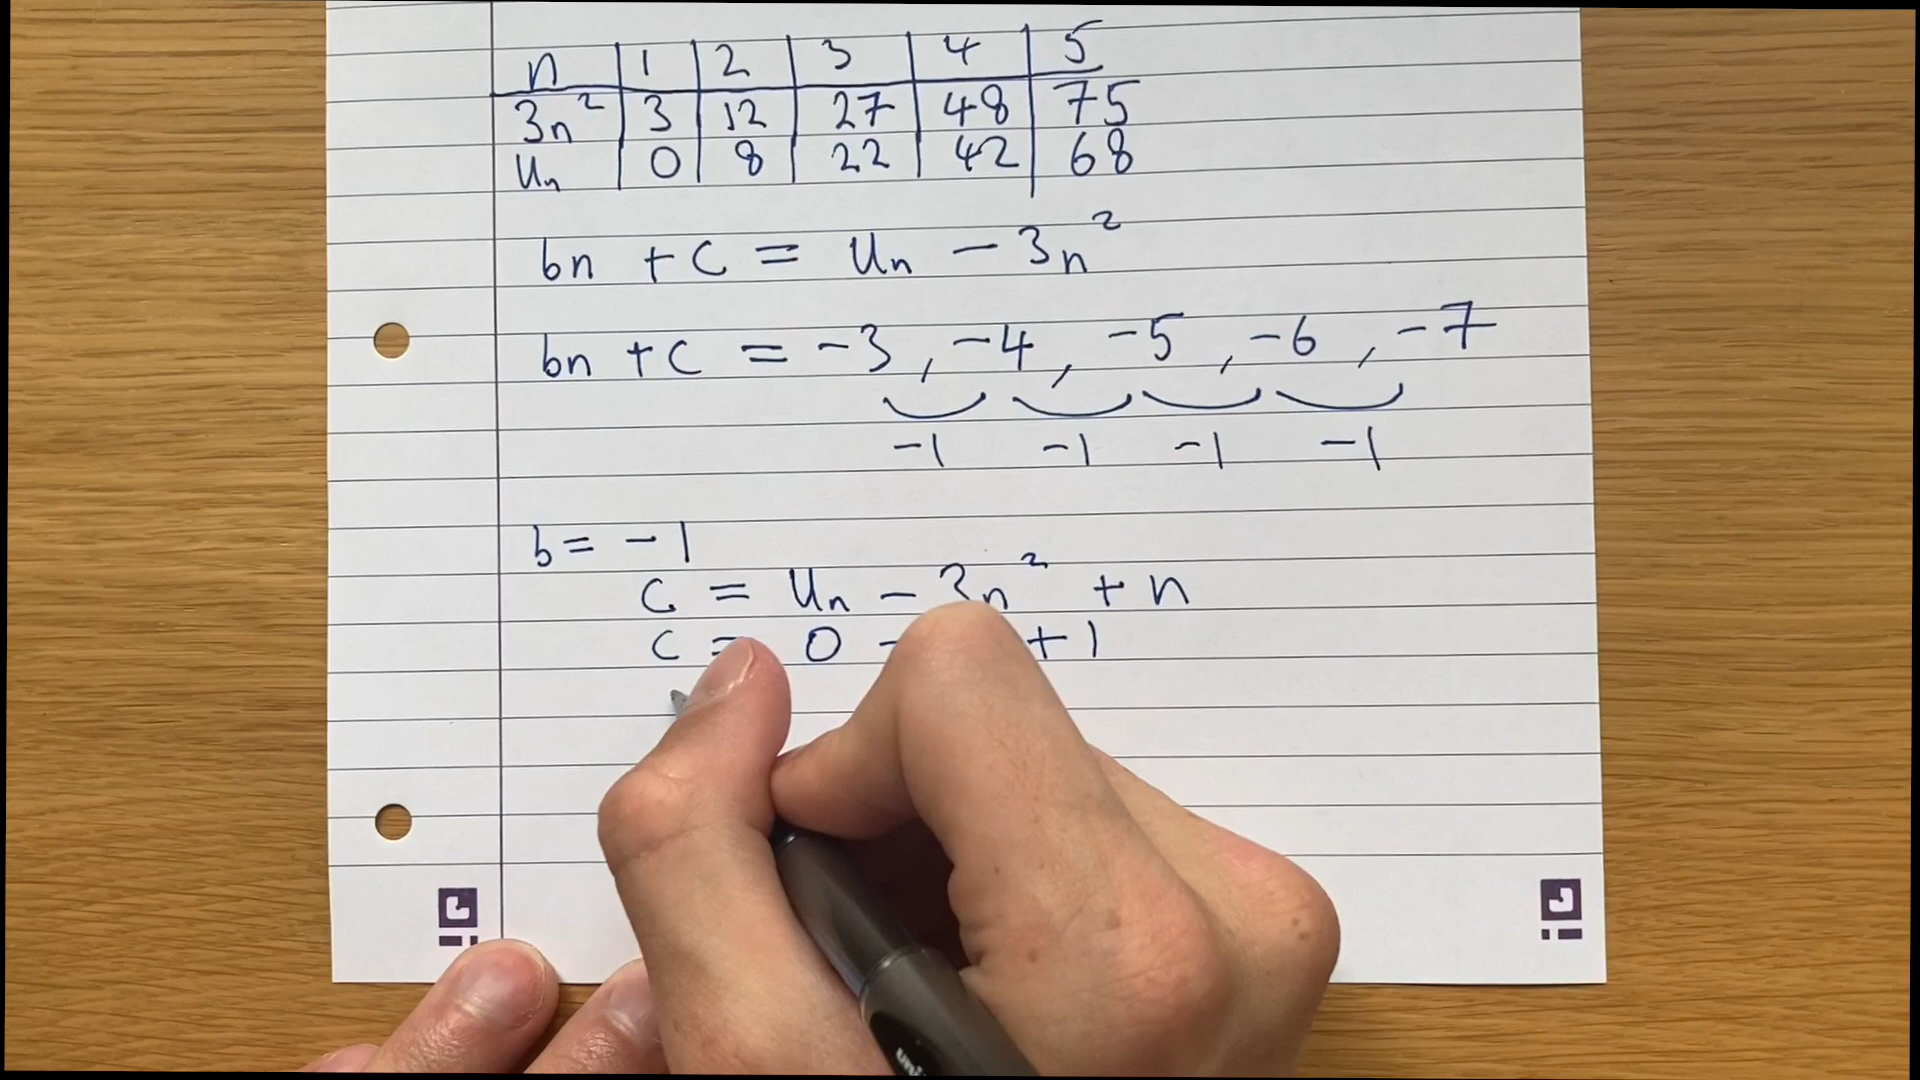 n 1 2 3 4 5
3n² 3 12 27 48 75
Un 0 8 22 42 68
bn + c = Un - 3n²
bn + c = -3, -4, -5, -6, -7
-1 -1 -1 -1
b = -1
c = Un - 3n² + n
c = 0 - + 1